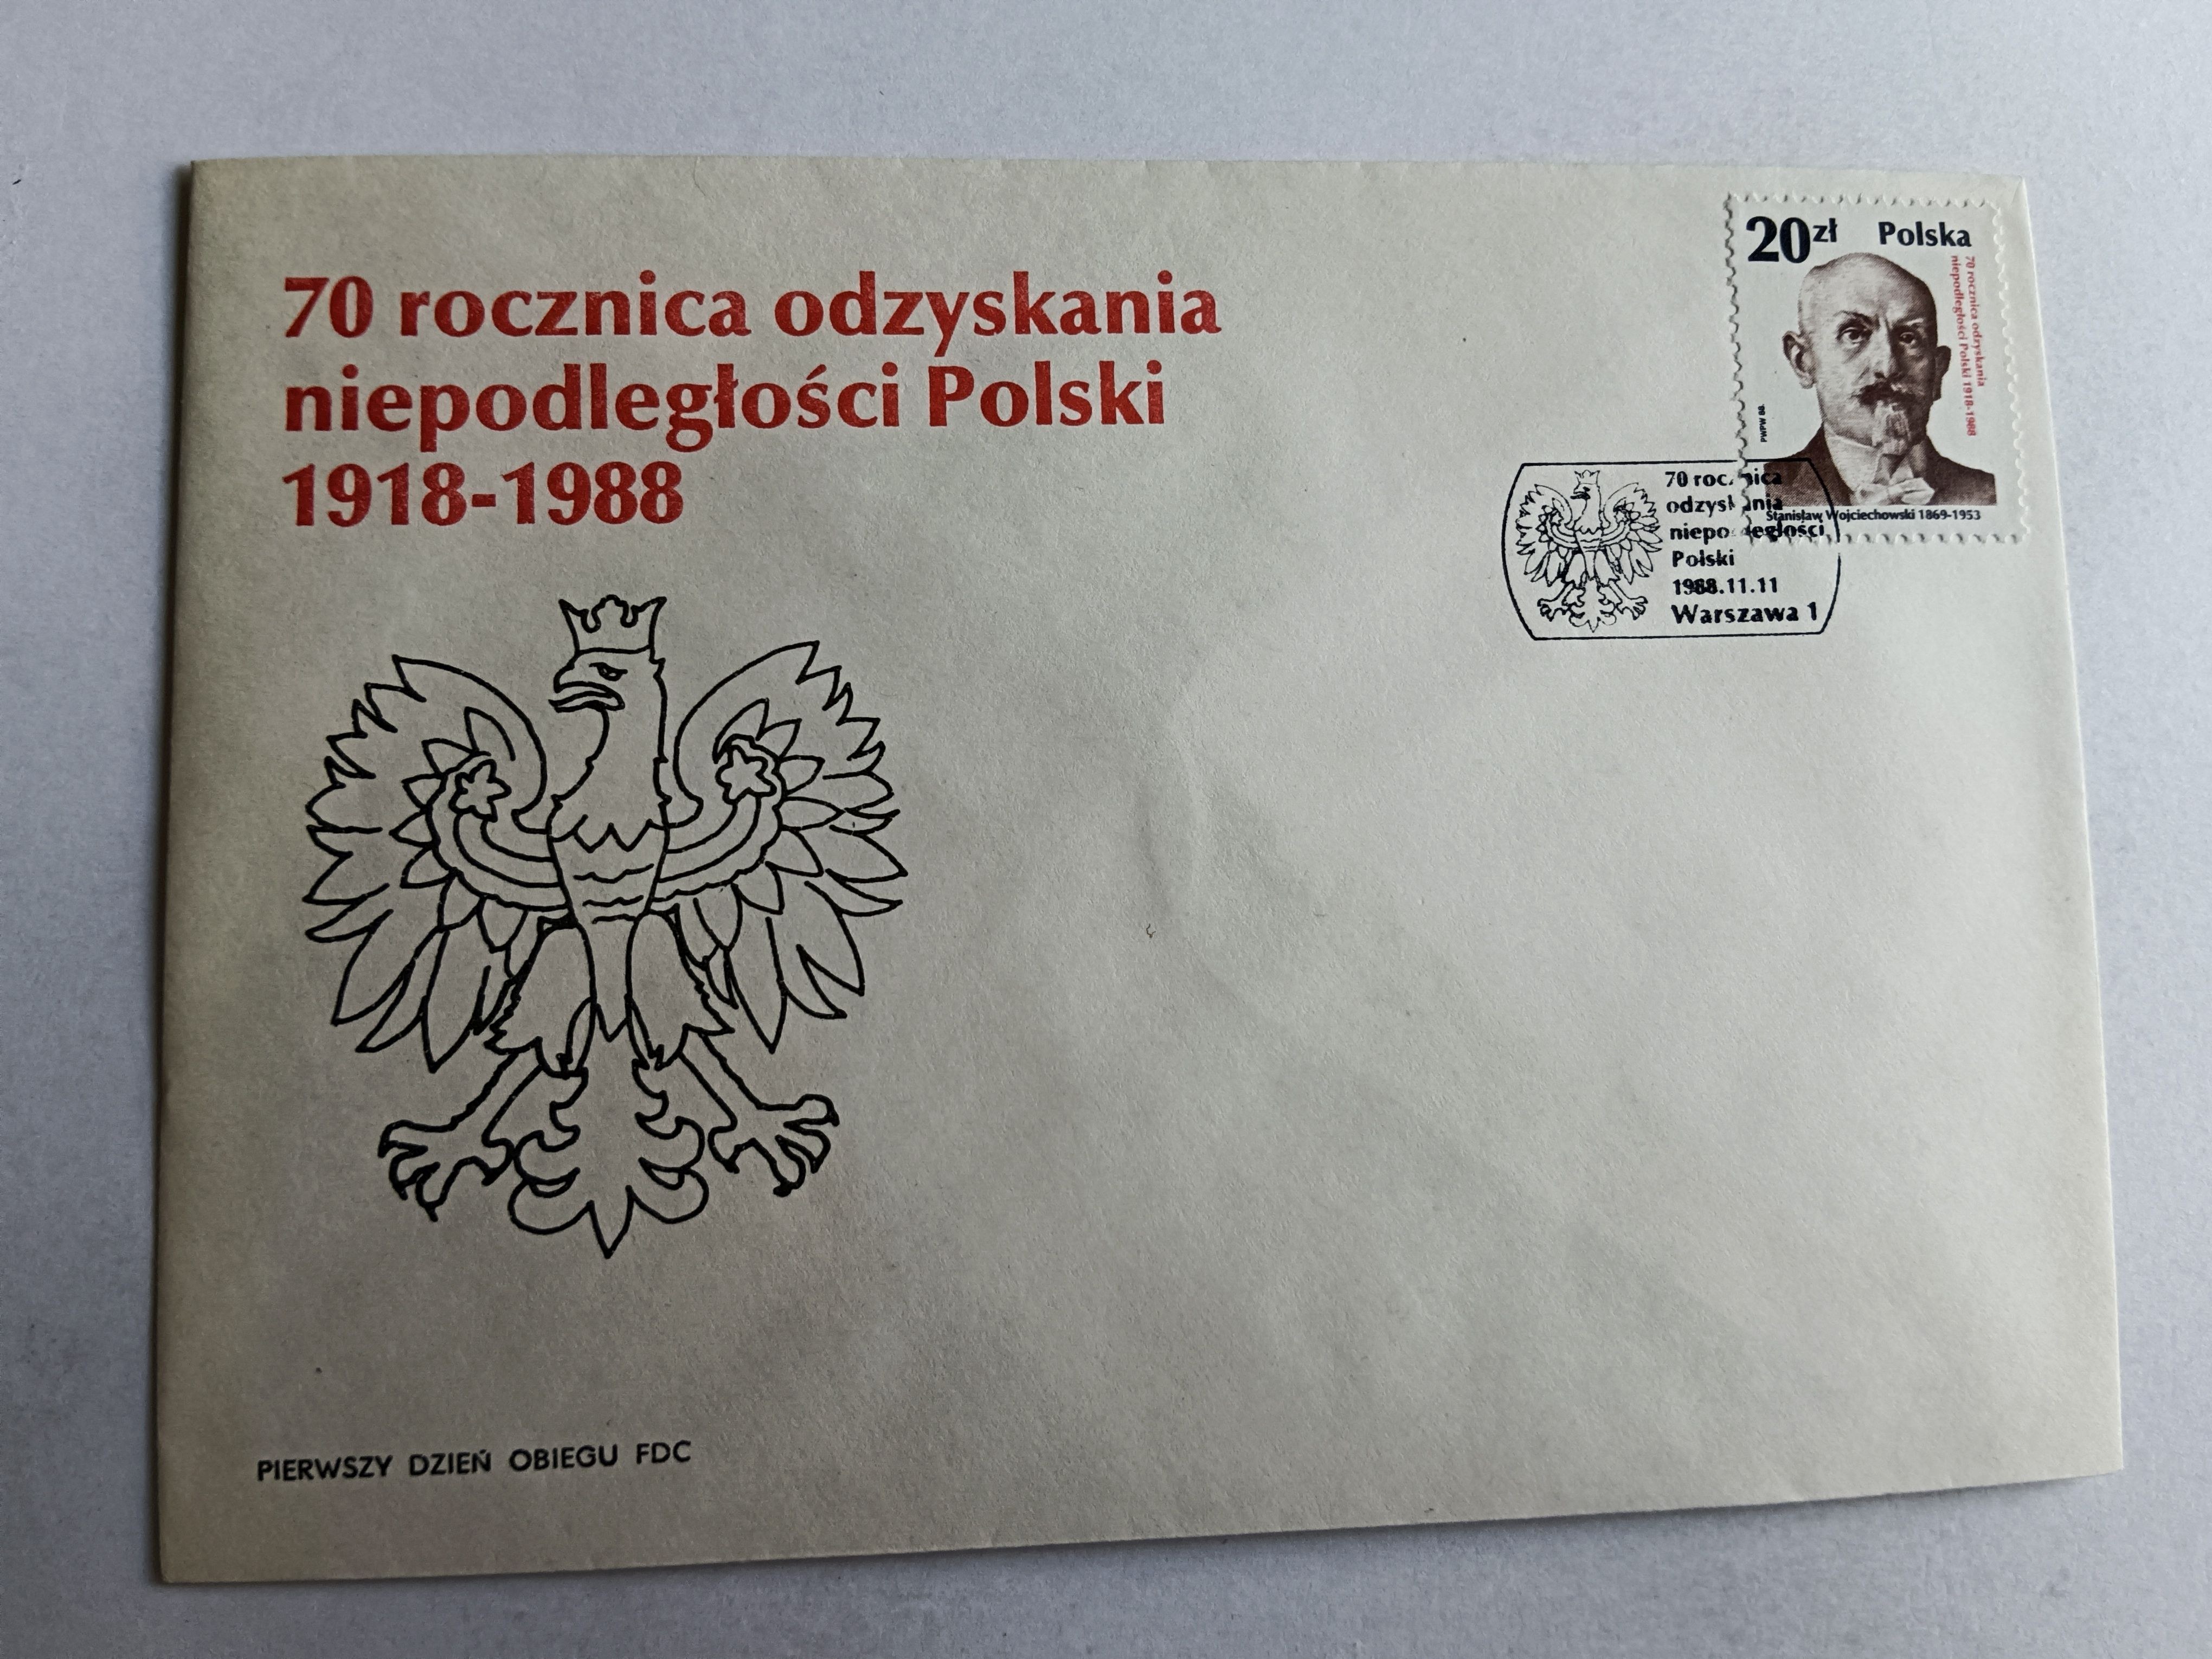 70 rocznica odzyskania
niepodległości Polski
1918-1988
20zł Polska
70 rocznica odzyskania
niepodległości Polski 1918-1988
PWPW 88
Stanisław Wojciechowski 1869-1953
70 rocznica
odzyskania
niepodległości
Polski
1988.11.11
Warszawa 1
PIERWSZY DZIEŃ OBIEGU FDC